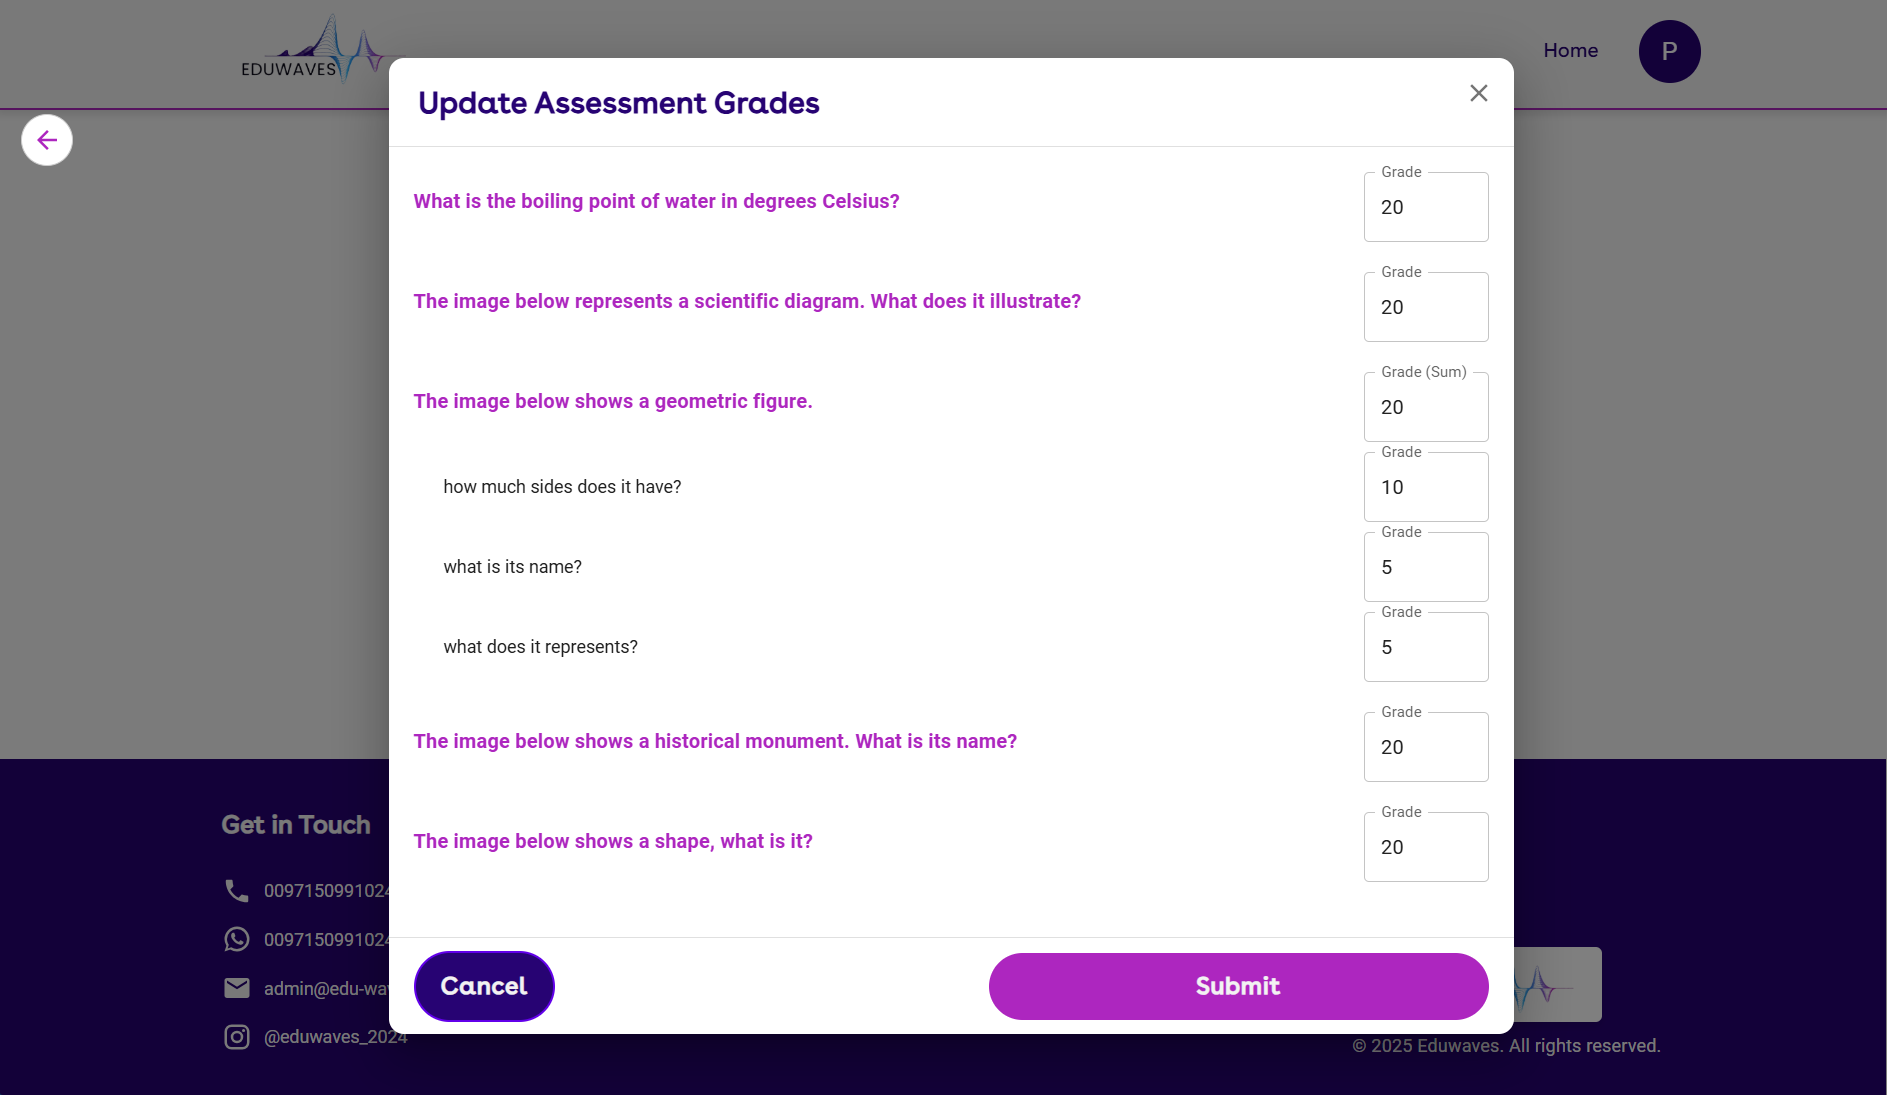 EDUWAVES
Home
P
Update Assessment Grades
What is the boiling point of water in degrees Celsius?
Grade
20
The image below represents a scientific diagram. What does it illustrate?
Grade
20
The image below shows a geometric figure.
Grade (Sum)
20
how much sides does it have?
Grade
10
what is its name?
Grade
5
what does it represents?
Grade
5
The image below shows a historical monument. What is its name?
Grade
20
The image below shows a shape, what is it?
Grade
20
Cancel
Submit
Get in Touch
0097150991024
0097150991024
admin@edu-wav
@eduwaves_2024
© 2025 Eduwaves. All rights reserved.